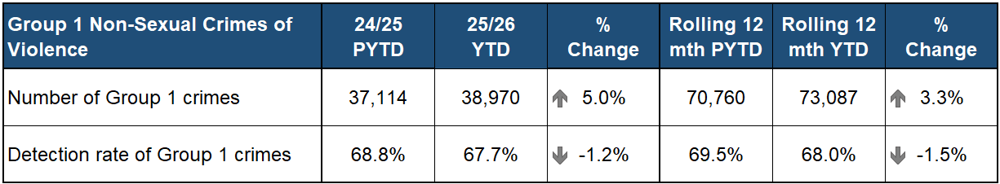 Group 1 Non-Sexual Crimes of Violence 24/25 PYTD 25/26 YTD % Change Rolling 12 mth PYTD Rolling 12 mth YTD % Change
Number of Group 1 crimes 37,114 38,970 5.0% 70,760 73,087 3.3%
Detection rate of Group 1 crimes 68.8% 67.7% -1.2% 69.5% 68.0% -1.5%